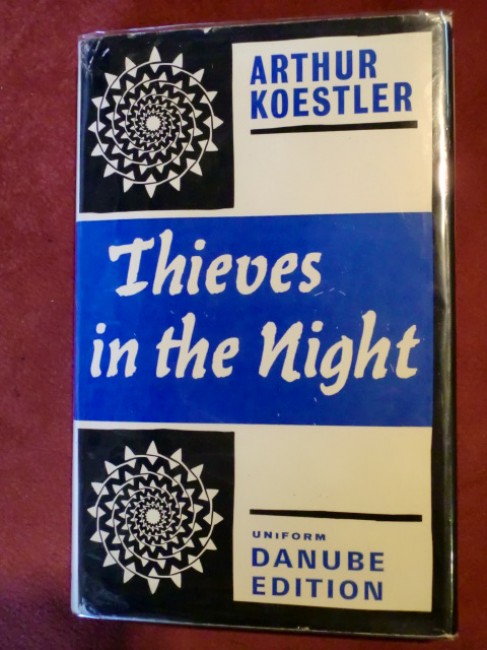 ARTHUR
KOESTLER
Thieves
in the Night
UNIFORM
DANUBE
EDITION